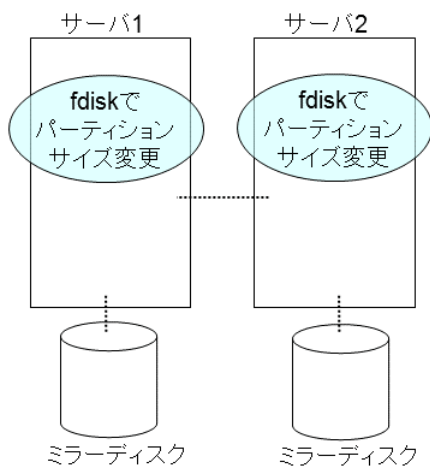 サーバ1
サーバ2
fdiskで
パーティション
サイズ変更
fdiskで
パーティション
サイズ変更
ミラーディスク
ミラーディスク